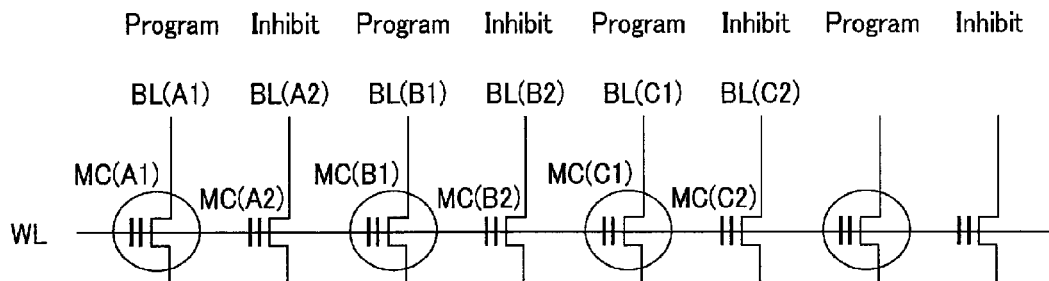 Program Inhibit Program Inhibit Program Inhibit Program Inhibit
BL(A1) BL(A2) BL(B1) BL(B2) BL(C1) BL(C2)
MC(A1) MC(B1) MC(C1)
MC(A2) MC(B2) MC(C2)
WL